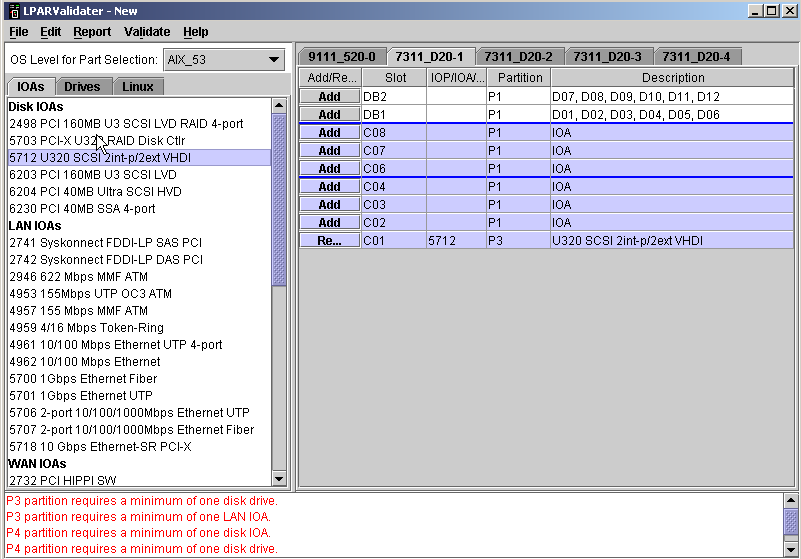 LPARValidater - New
File Edit Report Validate Help
OS Level for Part Selection: AIX_53
IOAs Drives Linux
Disk IOAs
2498 PCI 160MB U3 SCSI LVD RAID 4-port
5703 PCI-X U320 RAID Disk Ctlr
5712 U320 SCSI 2int-p/2ext VHDI
6203 PCI 160MB U3 SCSI LVD
6204 PCI 40MB Ultra SCSI HVD
6230 PCI 40MB SSA 4-port
LAN IOAs
2741 Syskonnect FDDI-LP SAS PCI
2742 Syskonnect FDDI-LP DAS PCI
2946 622 Mbps MMF ATM
4953 155Mbps UTP OC3 ATM
4957 155 Mbps MMF ATM
4959 4/16 Mbps Token-Ring
4961 10/100 Mbps Ethernet UTP 4-port
4962 10/100 Mbps Ethernet
5700 1Gbps Ethernet Fiber
5701 1Gbps Ethernet UTP
5706 2-port 10/100/1000Mbps Ethernet UTP
5707 2-port 10/100/1000Mbps Ethernet Fiber
5718 10 Gbps Ethernet-SR PCI-X
WAN IOAs
2732 PCI HIPPI SW
9111_520-0 7311_D20-1 7311_D20-2 7311_D20-3 7311_D20-4
Add/Re... Slot IOP/IOA/... Partition Description
Add DB2 P1 D07, D08, D09, D10, D11, D12
Add DB1 P1 D01, D02, D03, D04, D05, D06
Add C08 P1 IOA
Add C07 P1 IOA
Add C06 P1 IOA
Add C04 P1 IOA
Add C03 P1 IOA
Add C02 P1 IOA
Re... C01 5712 P3 U320 SCSI 2int-p/2ext VHDI
P3 partition requires a minimum of one disk drive.
P3 partition requires a minimum of one LAN IOA.
P4 partition requires a minimum of one disk IOA.
P4 partition requires a minimum of one disk drive.